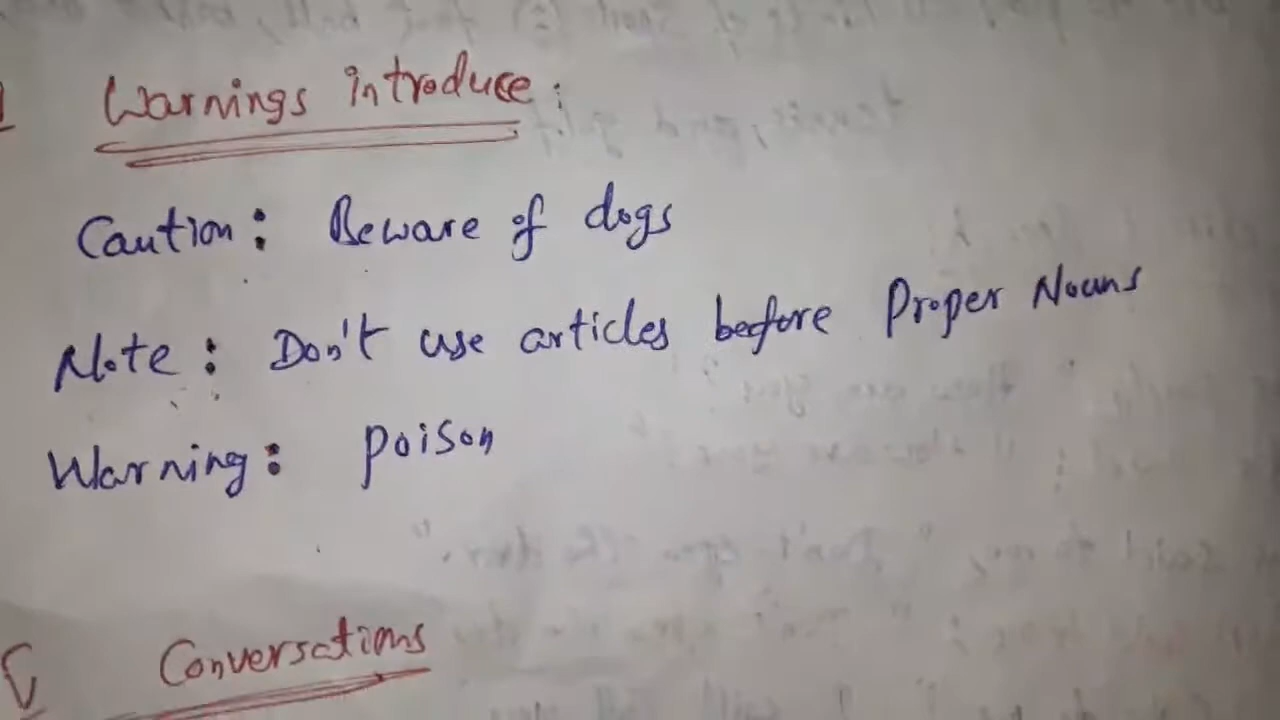 Warnings introduce:
Caution: Beware of dogs
Note: Don't use articles before Proper Nouns
Warning: poison
Conversations